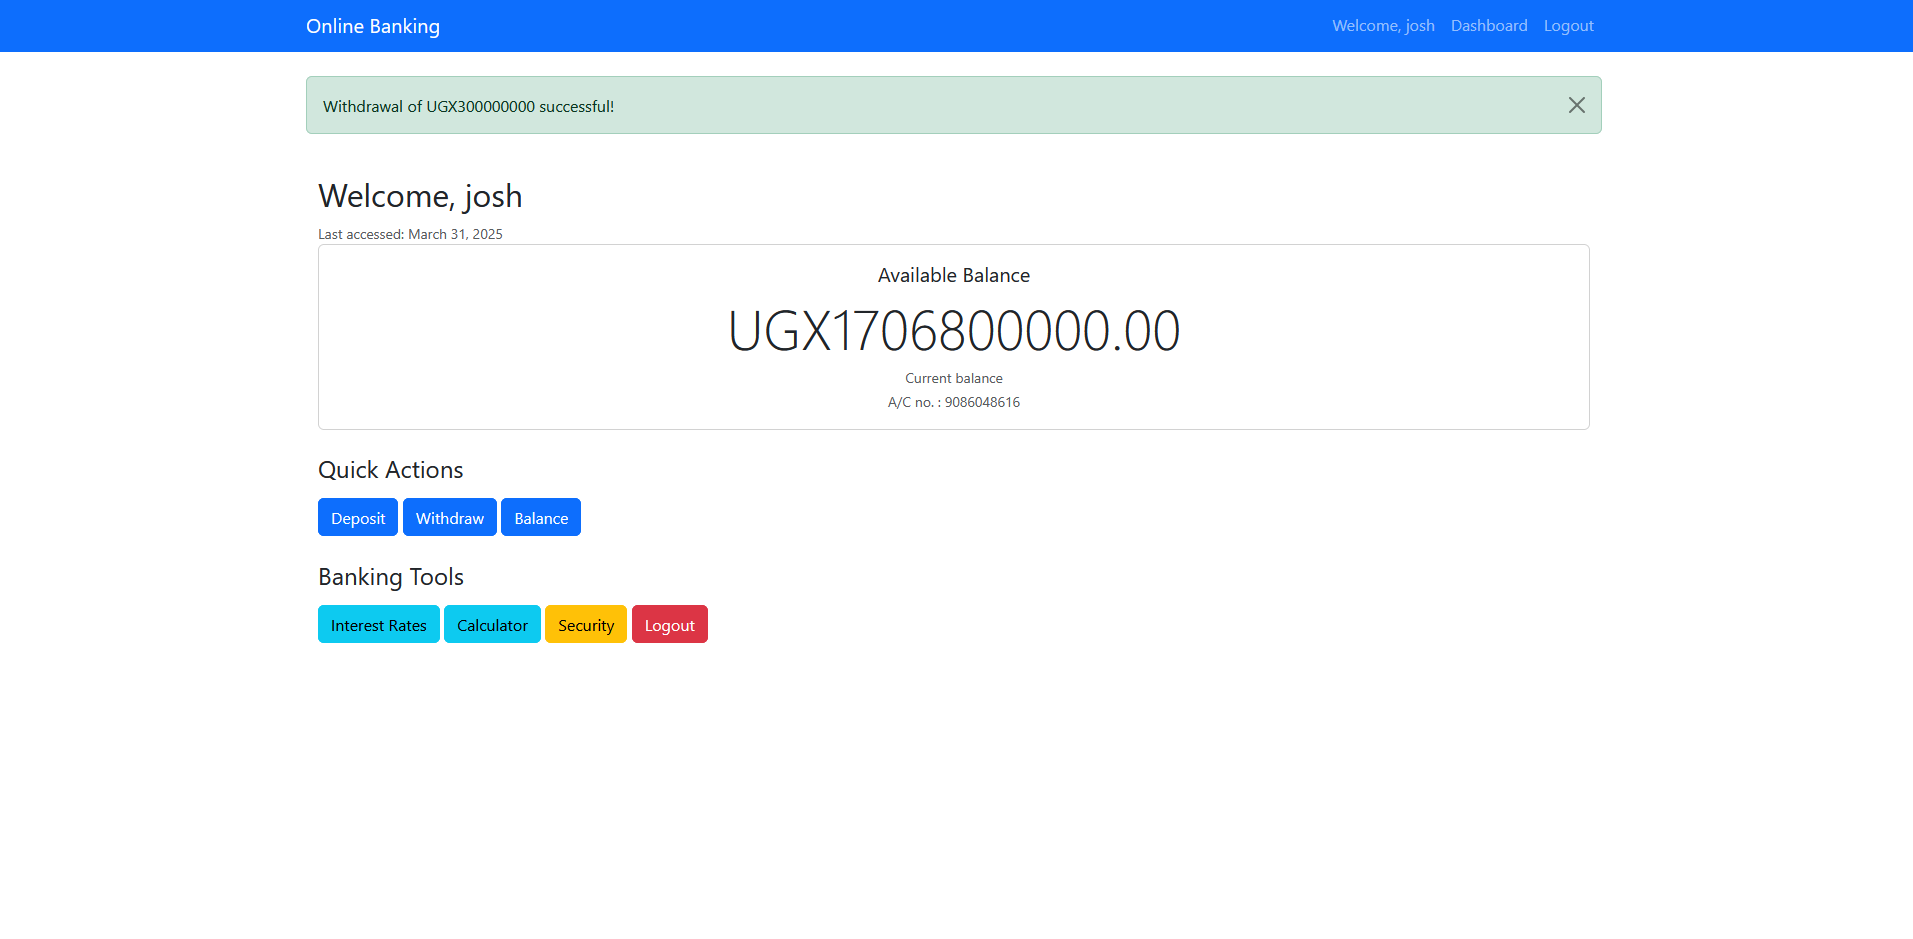 Online Banking
Welcome, josh Dashboard Logout
Withdrawal of UGX300000000 successful!
Welcome, josh
Last accessed: March 31, 2025
Available Balance
UGX1706800000.00
Current balance
A/C no. : 9086048616
Quick Actions
Deposit Withdraw Balance
Banking Tools
Interest Rates Calculator Security Logout